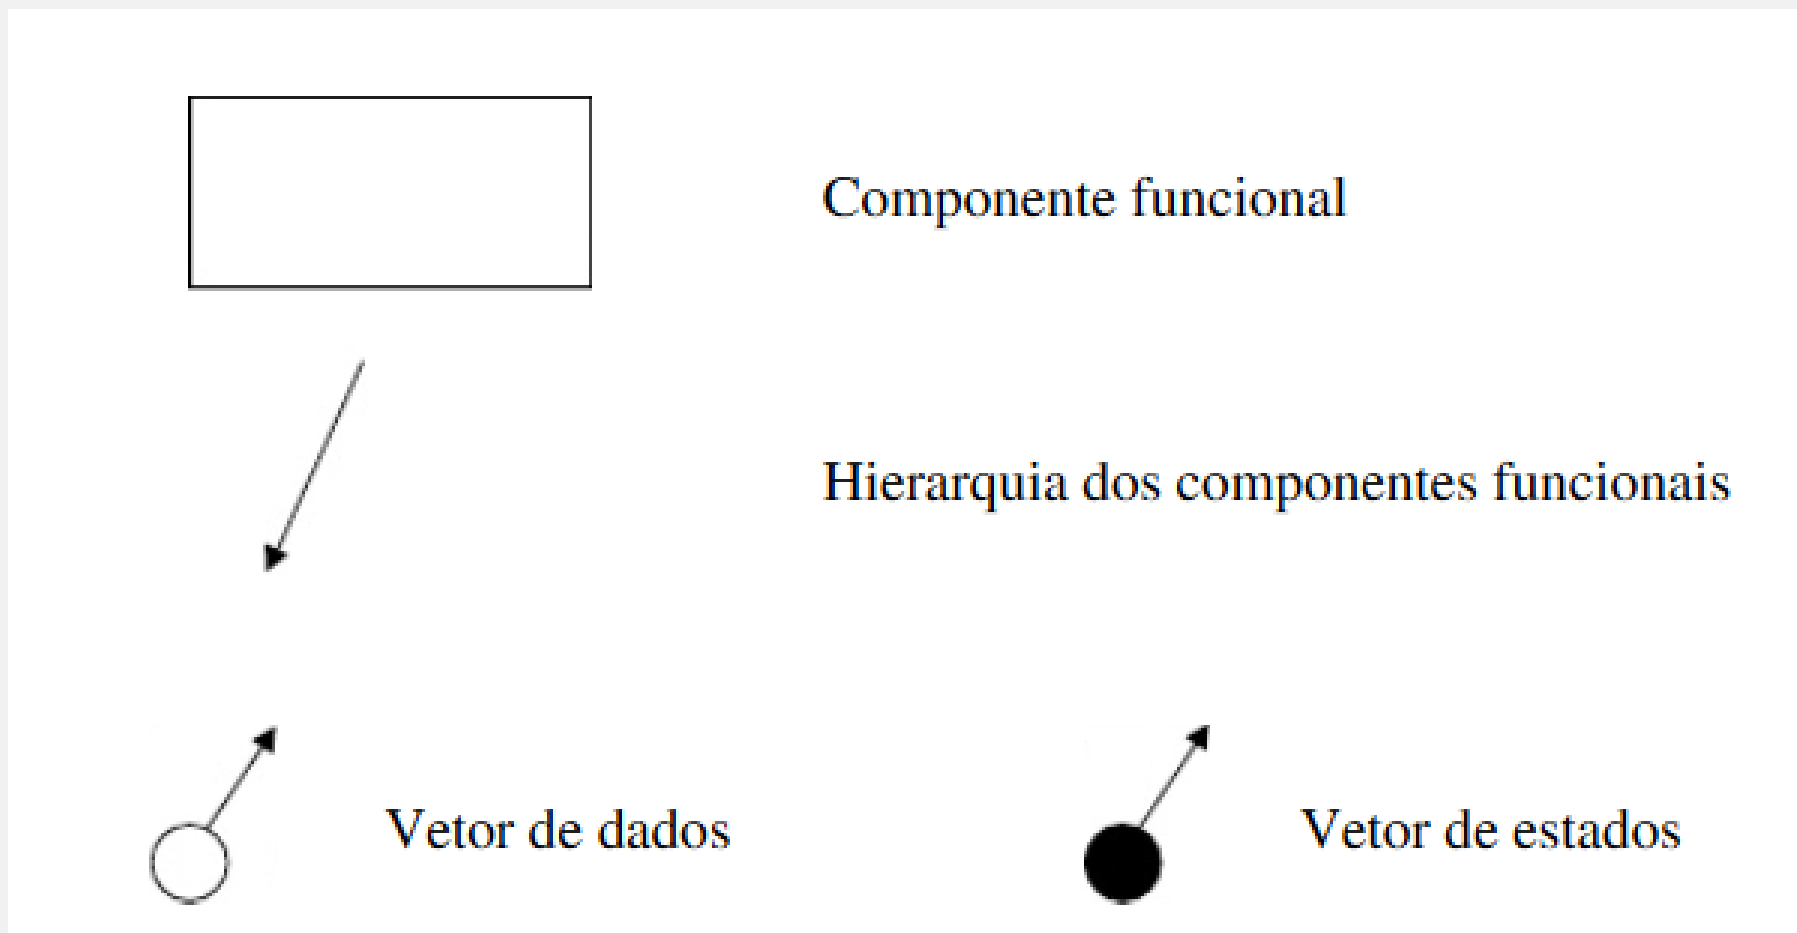 Componente funcional
Hierarquia dos componentes funcionais
Vetor de dados
Vetor de estados